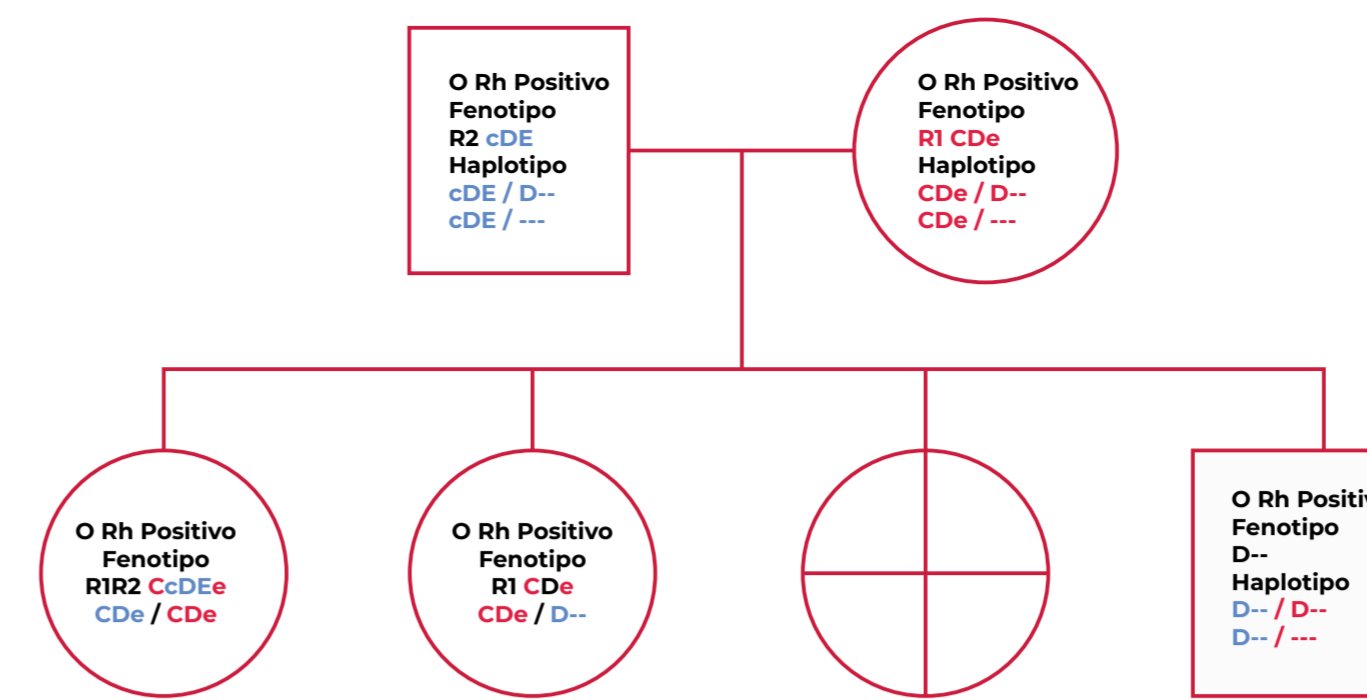 O Rh Positivo
Fenotipo
R2 cDE
Haplotipo
cDE / D--
cDE / ---
O Rh Positivo
Fenotipo
R1 CDe
Haplotipo
CDe / D--
CDe / ---
O Rh Positivo
Fenotipo
R1R2 CcDEe
CDe / CDe
O Rh Positivo
Fenotipo
R1 CDe
CDe / D--
O Rh
Fenotipo
D--
Haplotipo
D-- / D--
D-- / ---